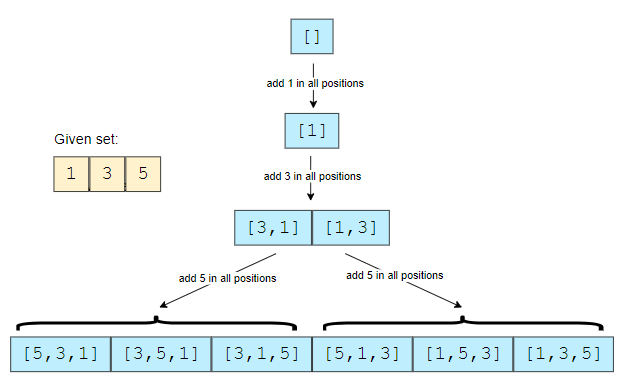 []
add 1 in all positions
[1]
Given set:
1 3 5
add 3 in all positions
[3,1] [1,3]
add 5 in all positions add 5 in all positions
[5,3,1] [3,5,1] [3,1,5] [5,1,3] [1,5,3] [1,3,5]